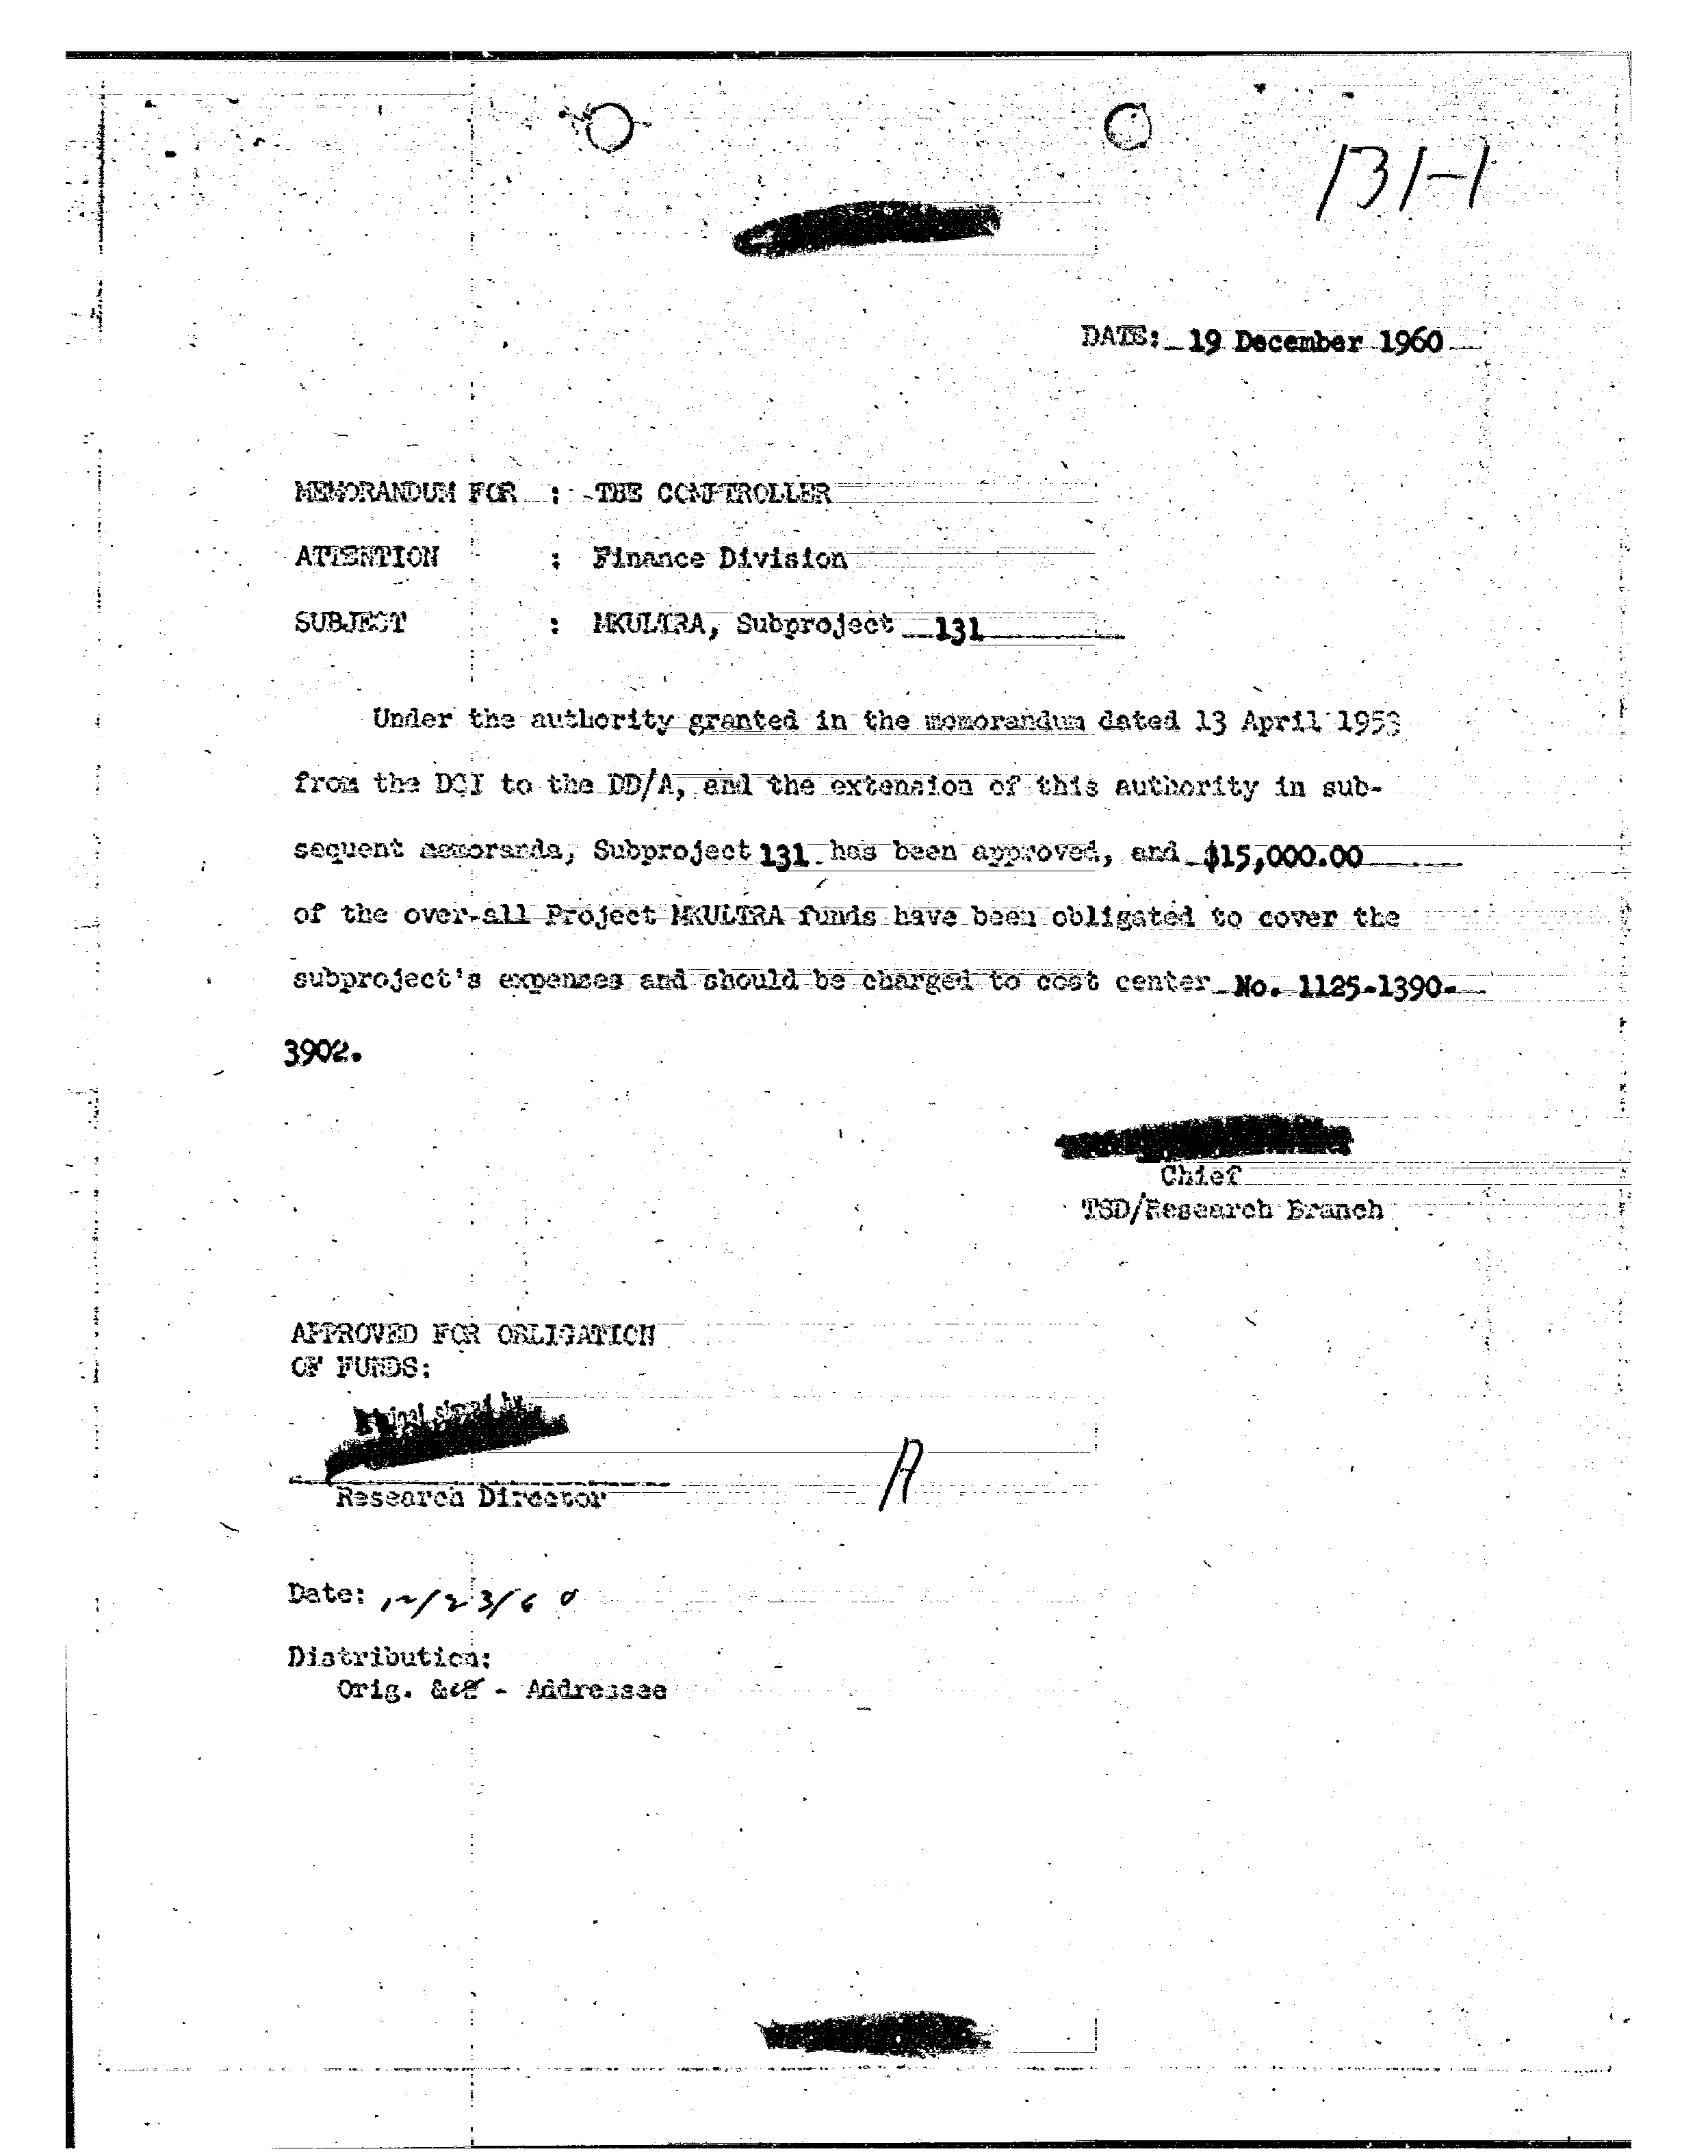 131-1
DATE: 19 December 1960
MEMORANDUM FOR : THE COMPTROLLER
ATTENTION : Finance Division
SUBJECT : MKULTRA, Subproject 131
Under the authority granted in the memorandum dated 13 April 1953
from the DCI to the DD/A, and the extension of this authority in sub-
sequent memoranda, Subproject 131 has been approved, and $15,000.00
of the over-all Project MKULTRA funds have been obligated to cover the
subproject's expenses and should be charged to cost center No. 1125-1390-
3902.
Chief
TSD/Research Branch
APPROVED FOR OBLIGATION
OF FUNDS:
Original signed by
Research Director
A
Date: 12/23/60
Distribution:
Orig. & - Addressee